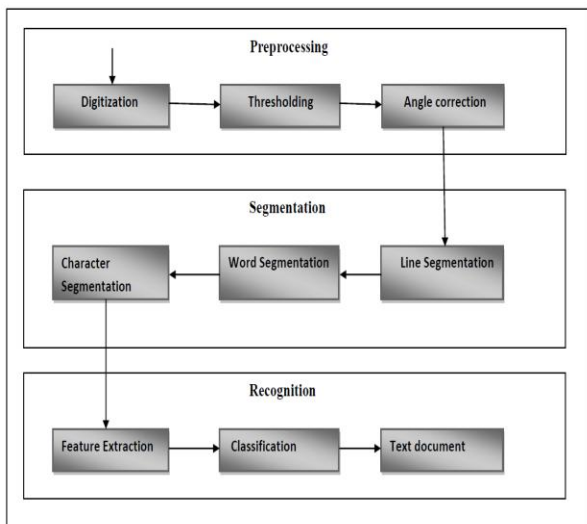 Preprocessing
Digitization
Thresholding
Angle correction
Segmentation
Character
Segmentation
Word Segmentation
Line Segmentation
Recognition
Feature Extraction
Classification
Text document